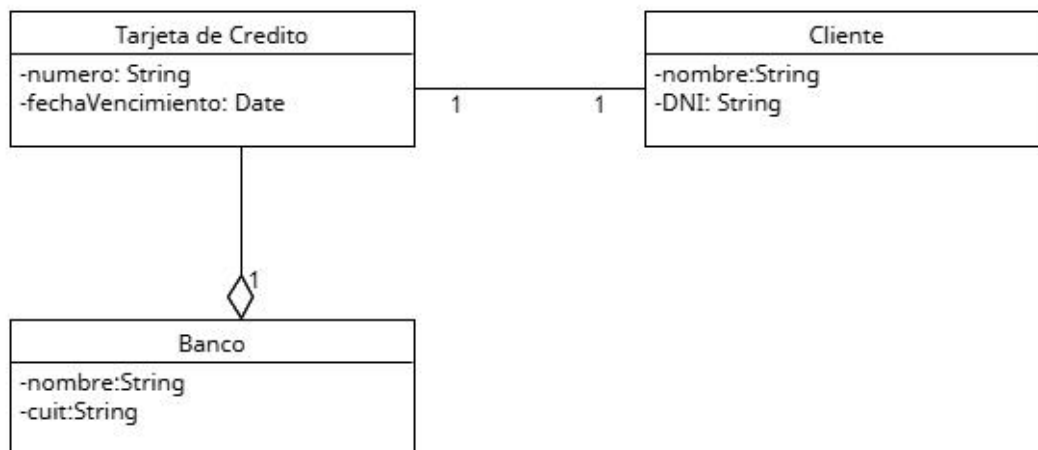 Tarjeta de Credito
-numero: String
-fechaVencimiento: Date
1 1
Cliente
-nombre:String
-DNI: String
1
Banco
-nombre:String
-cuit:String